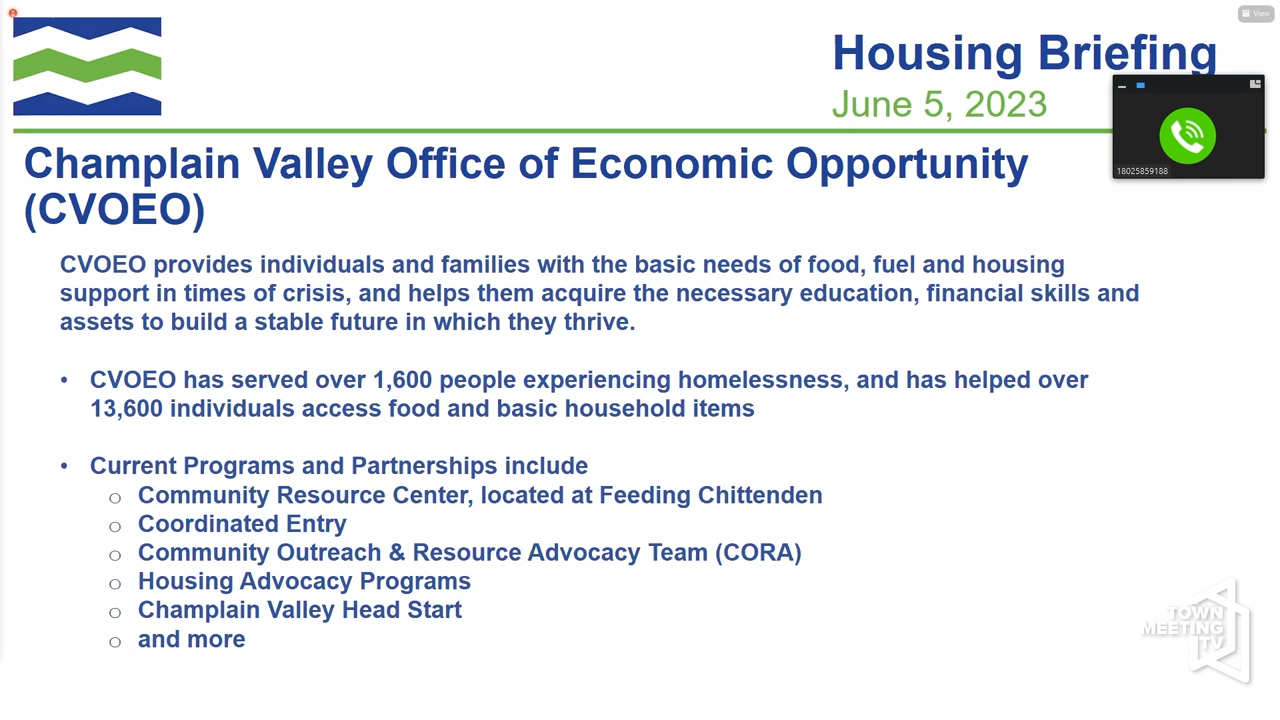 View
Housing Briefing
June 5, 2023
18025859188
Champlain Valley Office of Economic Opportunity
(CVOEO)
CVOEO provides individuals and families with the basic needs of food, fuel and housing
support in times of crisis, and helps them acquire the necessary education, financial skills and
assets to build a stable future in which they thrive.
• CVOEO has served over 1,600 people experiencing homelessness, and has helped over
13,600 individuals access food and basic household items
• Current Programs and Partnerships include
o Community Resource Center, located at Feeding Chittenden
o Coordinated Entry
o Community Outreach & Resource Advocacy Team (CORA)
o Housing Advocacy Programs
o Champlain Valley Head Start
o and more
TOWN
MEETING
TV